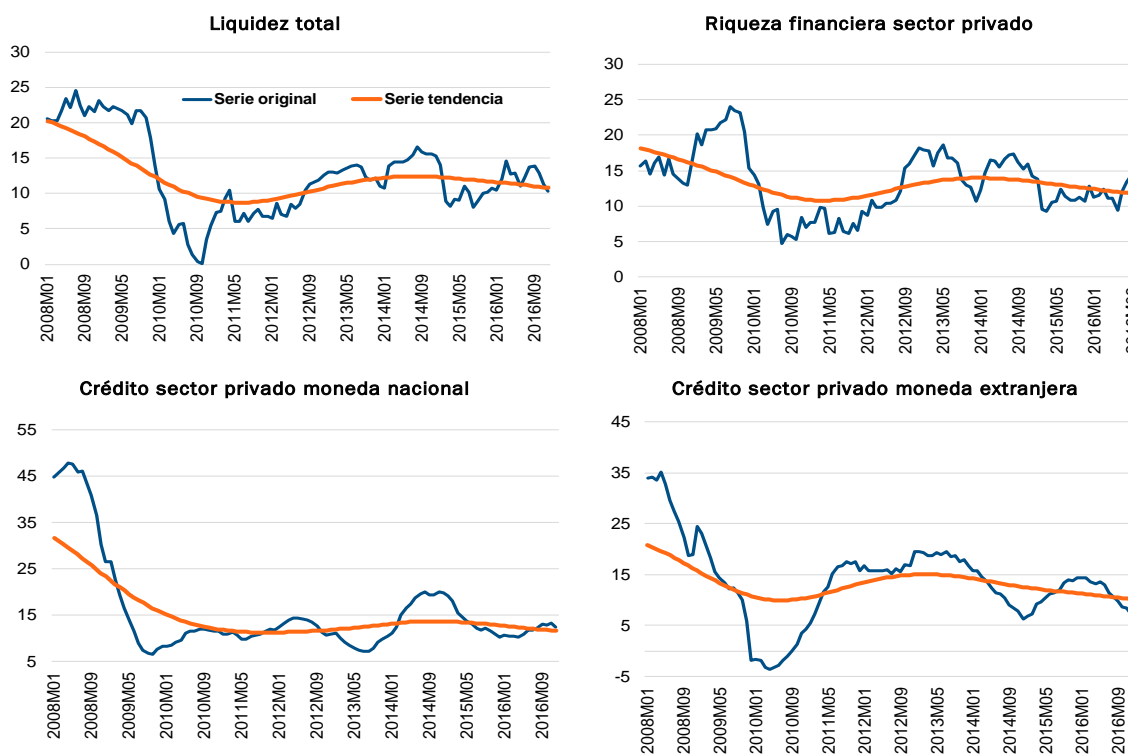 Liquidez total
30
25
20
15
10
5
0
Serie original
Serie tendencia
2008M01
2008M09
2009M05
2010M01
2010M09
2011M05
2012M01
2012M09
2013M05
2014M01
2014M09
2015M05
2016M01
2016M09
Riqueza financiera sector privado
30
25
20
15
10
5
0
2008M01
2008M09
2009M05
2010M01
2010M09
2011M05
2012M01
2012M09
2013M05
2014M01
2014M09
2015M05
2016M01
Crédito sector privado moneda nacional
55
45
35
25
15
5
2008M01
2008M09
2009M05
2010M01
2010M09
2011M05
2012M01
2012M09
2013M05
2014M01
2014M09
2015M05
2016M01
2016M09
Crédito sector privado moneda extranjera
45
35
25
15
5
-5
2008M01
2008M09
2009M05
2010M01
2010M09
2011M05
2012M01
2012M09
2013M05
2014M01
2014M09
2015M05
2016M01
2016M09